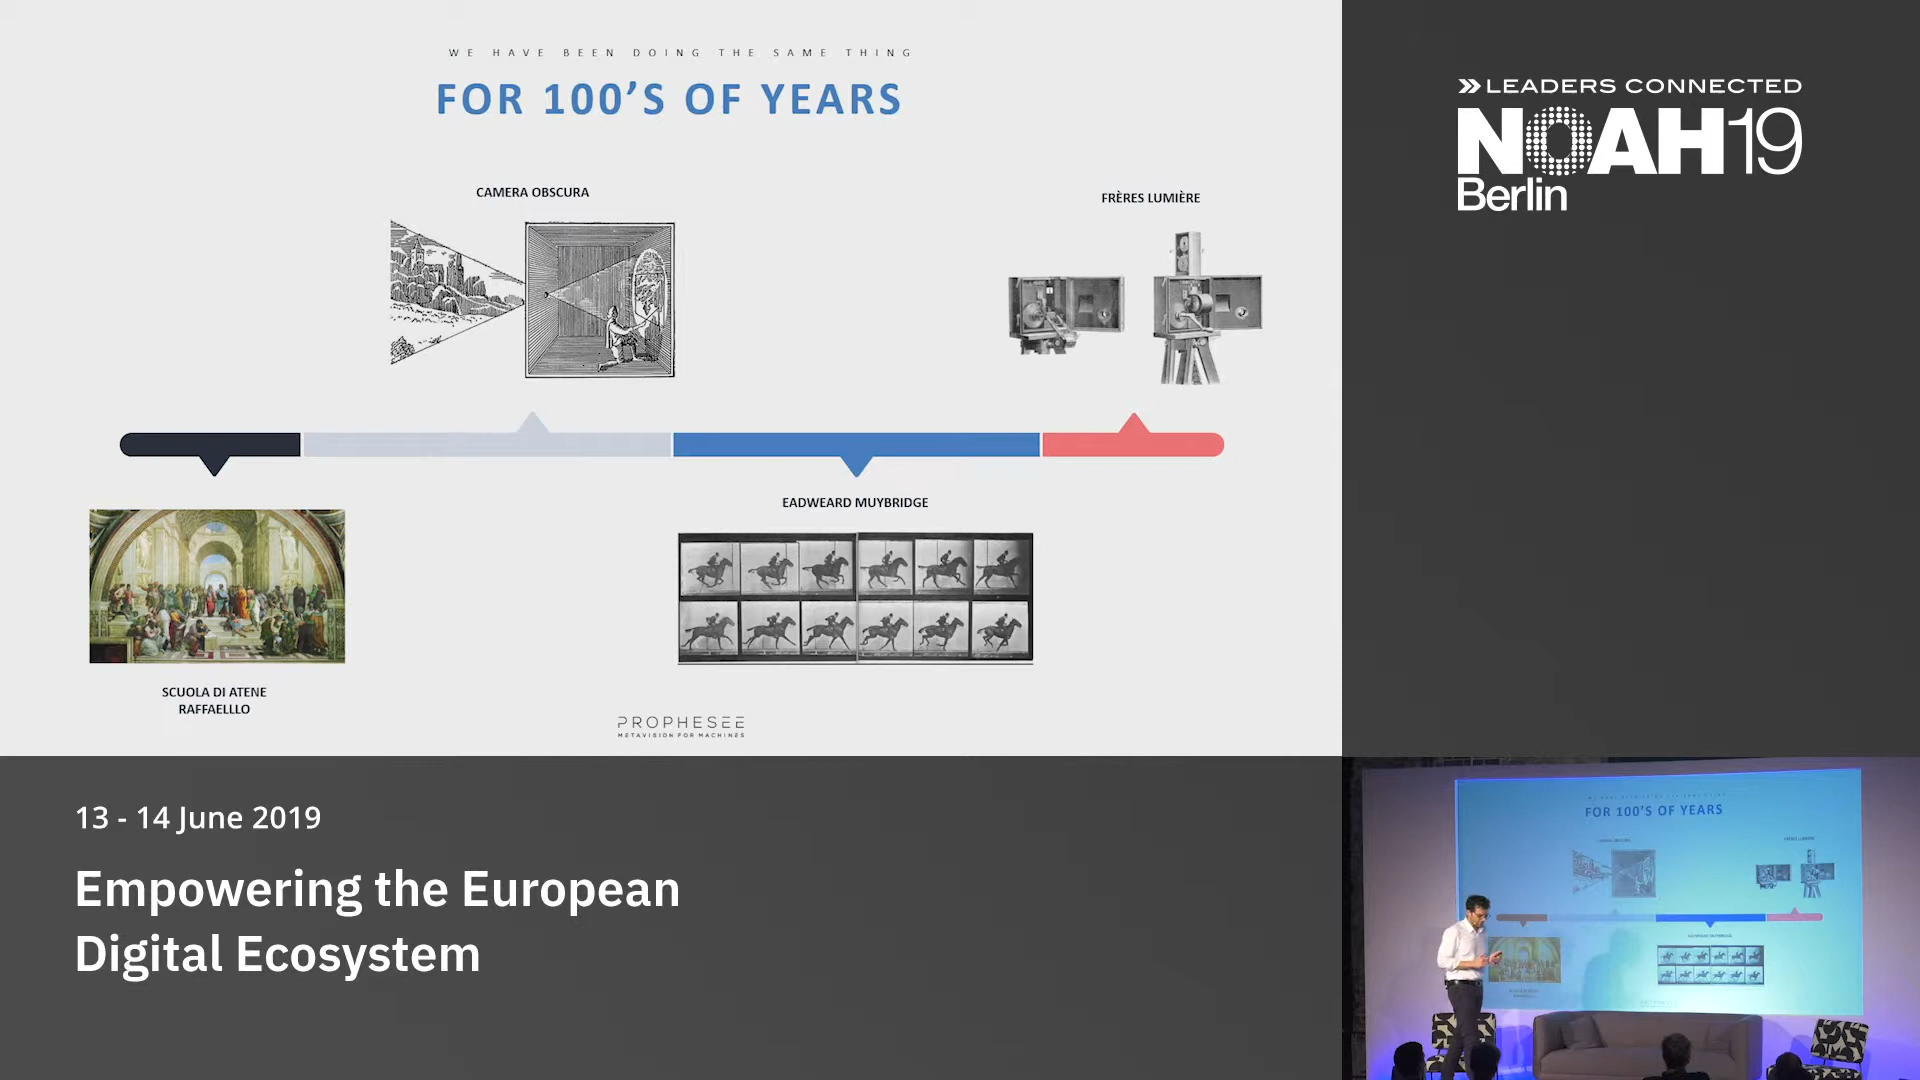 WE HAVE BEEN DOING THE SAME THING
FOR 100’S OF YEARS
CAMERA OBSCURA
FRÈRES LUMIÈRE
EADWEARD MUYBRIDGE
SCUOLA DI ATENE
RAFFAELLLO
PROPHESEE
METAVISION FOR MACHINES
LEADERS CONNECTED
NOAH19
Berlin
13 - 14 June 2019
Empowering the European
Digital Ecosystem
FOR 100'S OF YEARS